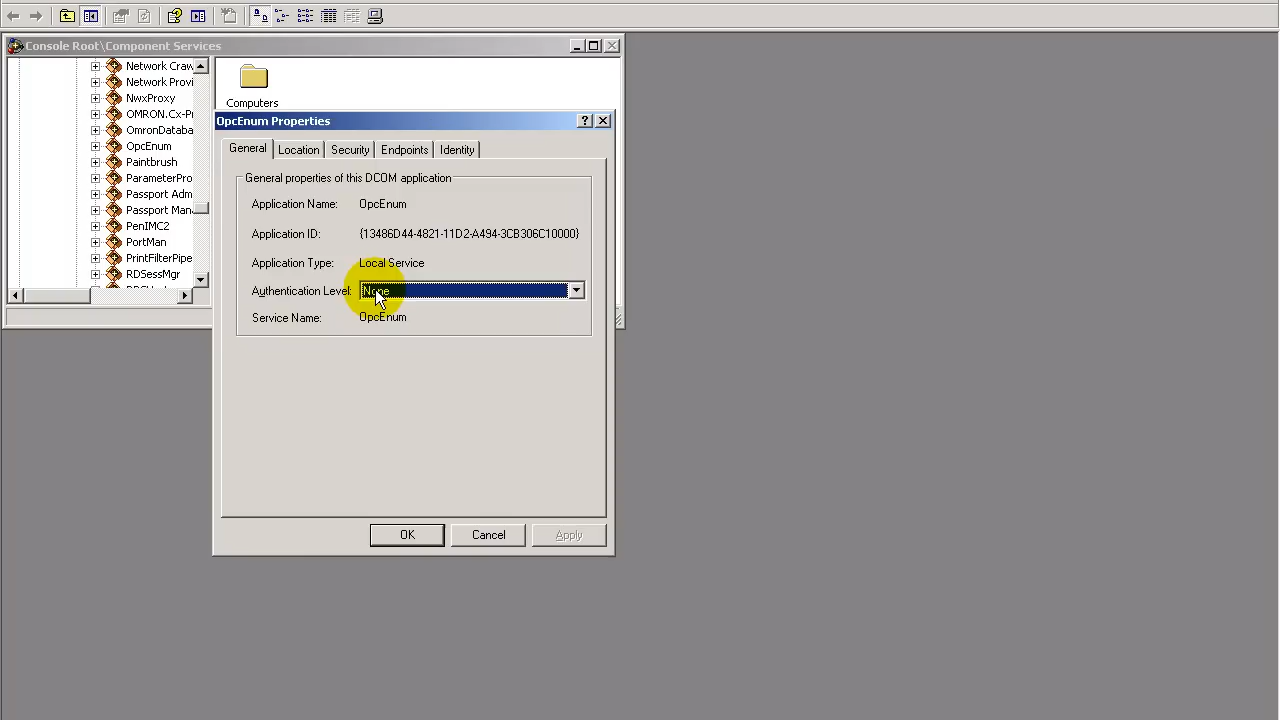 Console Root\Component Services
Network Craw
Network Provi
NwxProxy
OMRON.Cx-Pr
OmronDataba
OpcEnum
Paintbrush
ParameterPro
Passport Adm
Passport Man
PenIMC2
PortMan
PrintFilterPipe
RDSessMgr
Computers
OpcEnum Properties
General Location Security Endpoints Identity
General properties of this DCOM application
Application Name: OpcEnum
Application ID: {13486D44-4821-11D2-A494-3CB306C10000}
Application Type: Local Service
Authentication Level: None
Service Name: OpcEnum
OK Cancel Apply